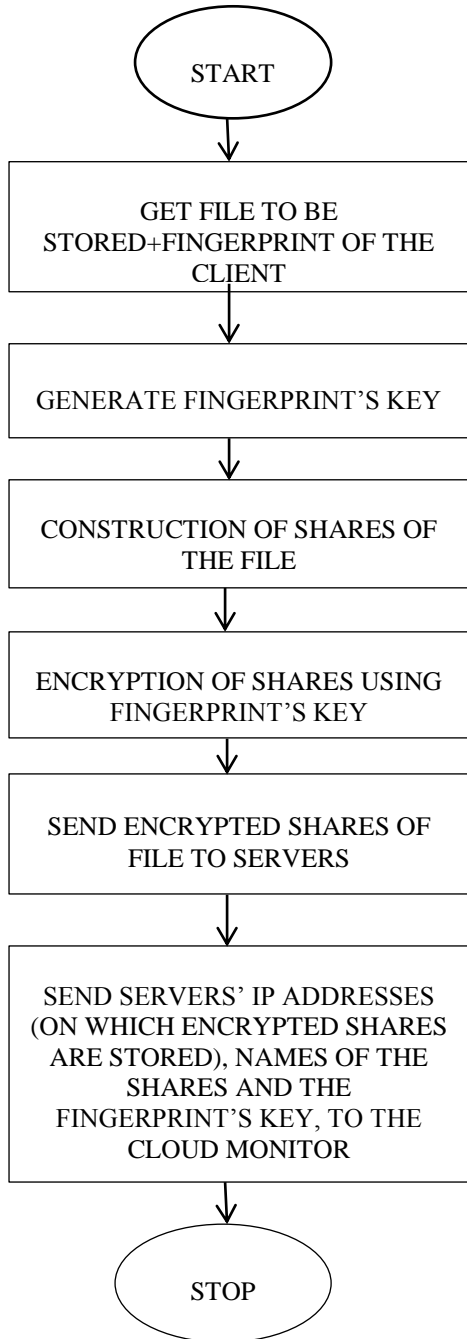 START
GET FILE TO BE
STORED+FINGERPRINT OF THE
CLIENT
GENERATE FINGERPRINT’S KEY
CONSTRUCTION OF SHARES OF
THE FILE
ENCRYPTION OF SHARES USING
FINGERPRINT’S KEY
SEND ENCRYPTED SHARES OF
FILE TO SERVERS
SEND SERVERS’ IP ADDRESSES
(ON WHICH ENCRYPTED SHARES
ARE STORED), NAMES OF THE
SHARES AND THE
FINGERPRINT’S KEY, TO THE
CLOUD MONITOR
STOP